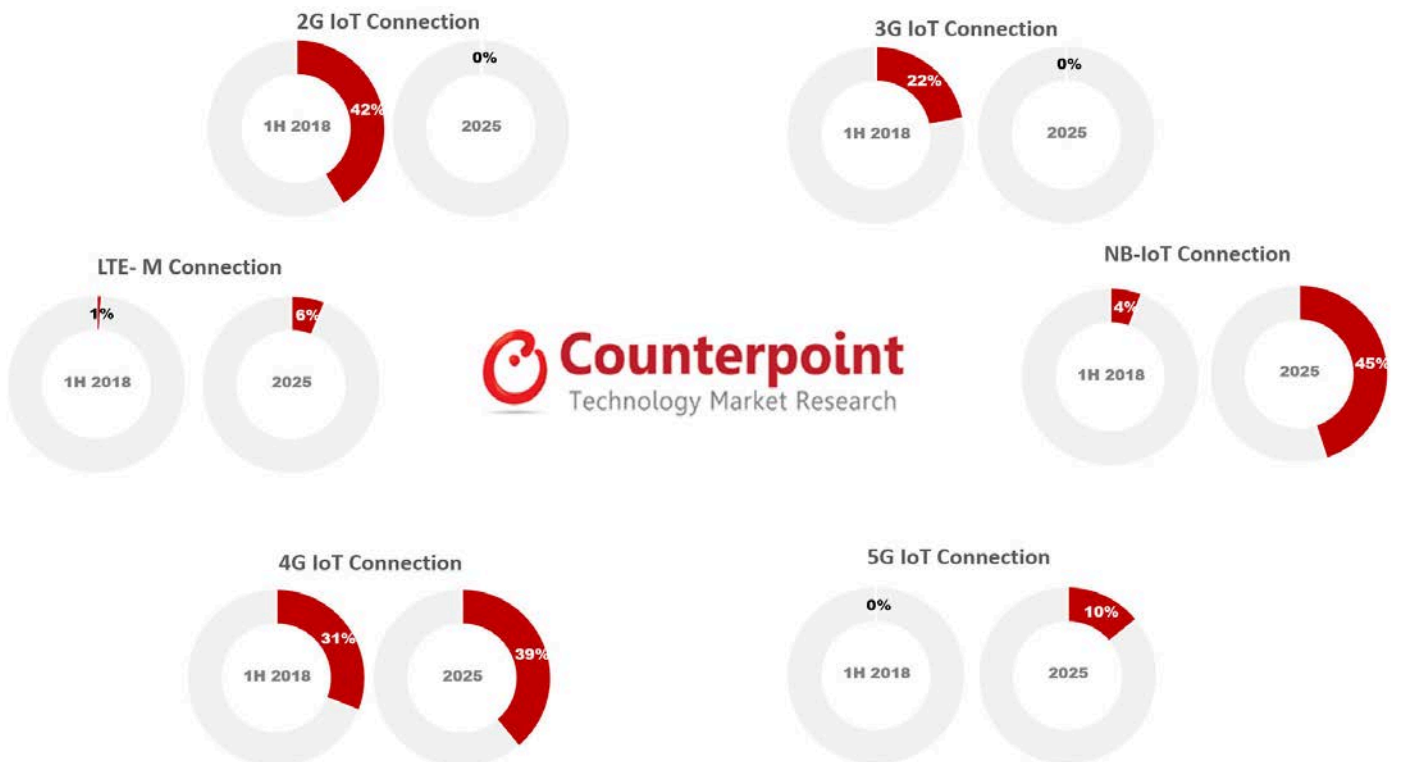 2G IoT Connection
42%
1H 2018
0%
2025
3G IoT Connection
22%
1H 2018
0%
2025
LTE- M Connection
1%
1H 2018
6%
2025
Counterpoint
Technology Market Research
NB-IoT Connection
4%
1H 2018
45%
2025
4G IoT Connection
31%
1H 2018
39%
2025
5G IoT Connection
0%
1H 2018
10%
2025